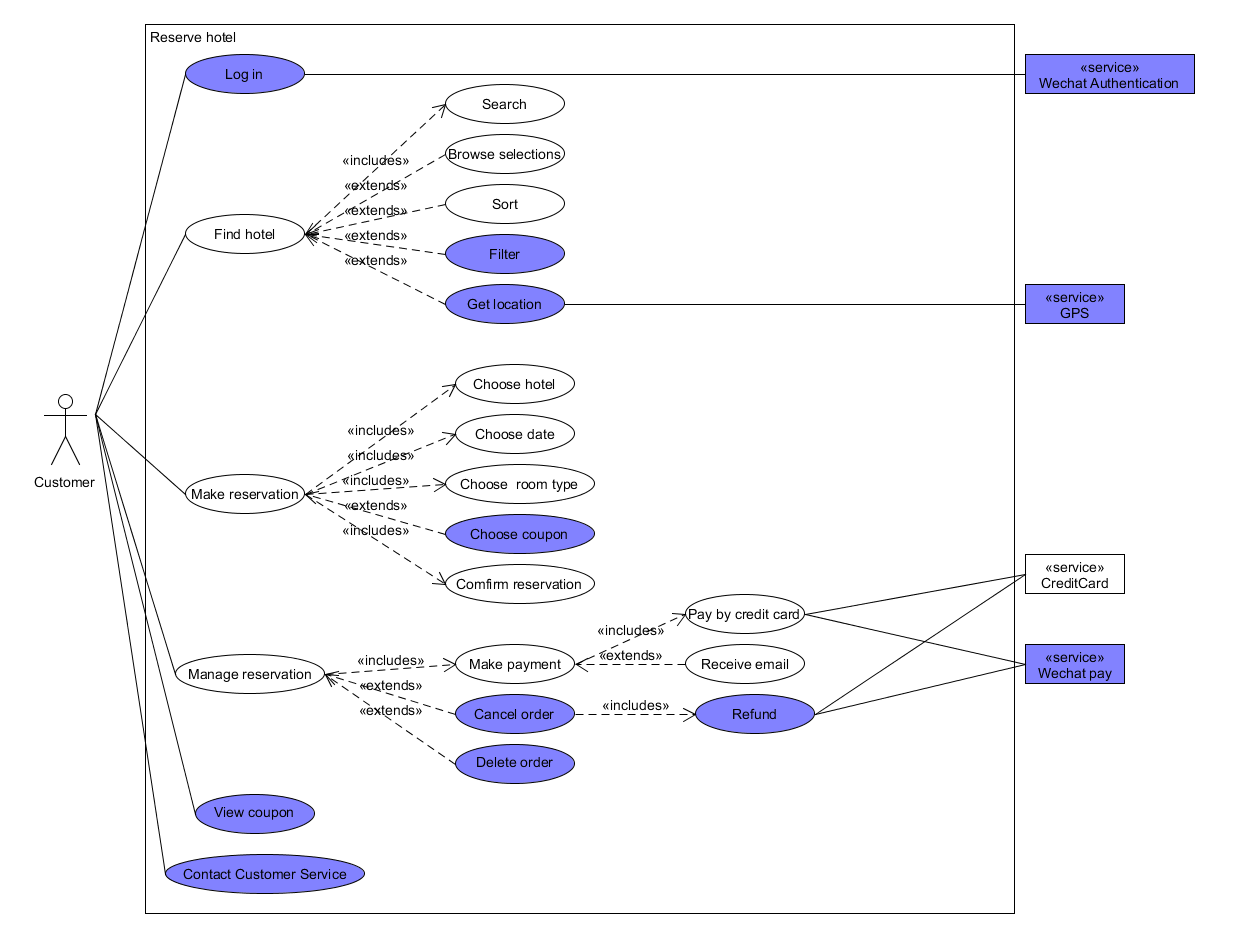 Reserve hotel
Log in
«service»
Wechat Authentication
Search
«includes»
Browse selections
«extends»
Sort
«extends»
Find hotel
«extends»
Filter
«extends»
Get location
«service»
GPS
Choose hotel
«includes»
Choose date
«includes»
Customer
«includes»
Choose  room type
Make reservation
«extends»
Choose coupon
«includes»
Comfirm reservation
«service»
CreditCard
Pay by credit card
«includes»
«includes»
Make payment
«extends»
Receive email
«service»
Wechat pay
Manage reservation
«extends»
Cancel order
«includes»
Refund
«extends»
Delete order
View coupon
Contact Customer Service